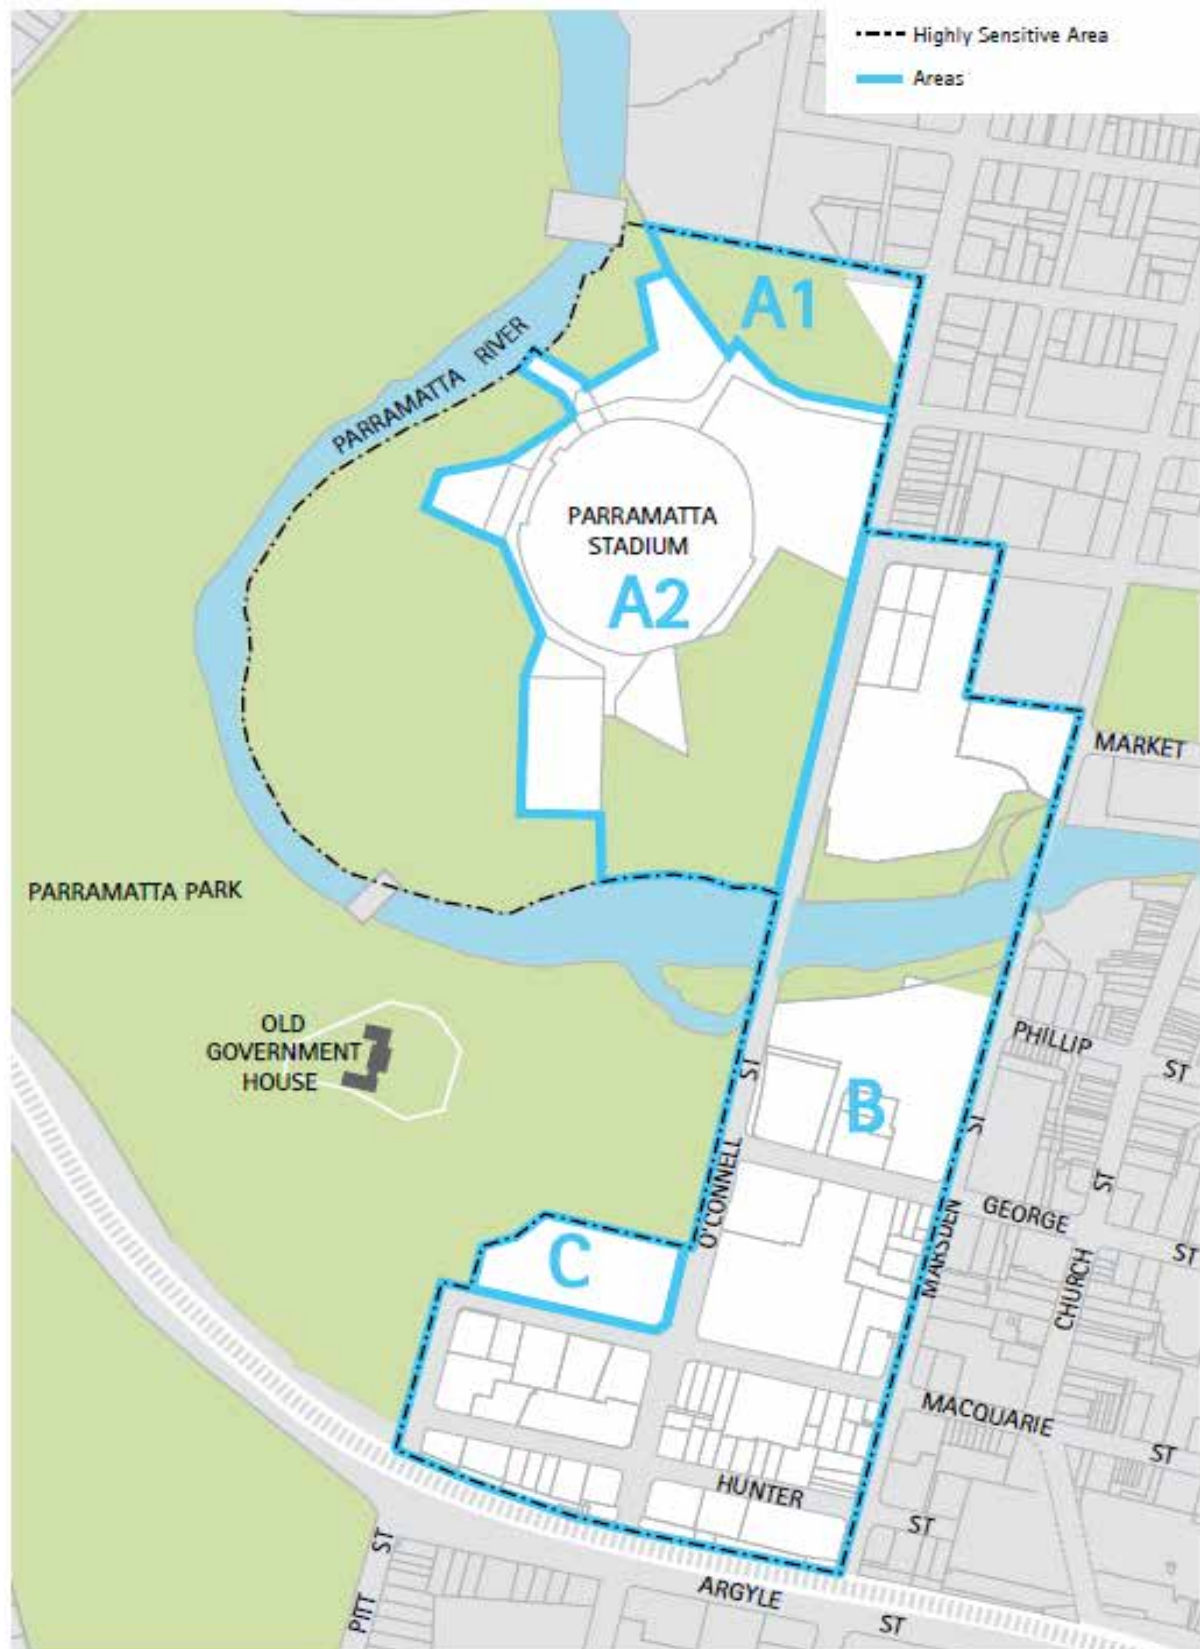 Highly Sensitive Area
Areas
A1
PARRAMATTA RIVER
PARRAMATTA
STADIUM
A2
MARKET
PARRAMATTA PARK
OLD
GOVERNMENT
HOUSE
PHILLIP
ST
ST
B
ST
ST
O'CONNELL
MARSDEN
GEORGE
ST
CHURCH
C
MACQUARIE
ST
HUNTER
ST
PITT
ST
ARGYLE
ST